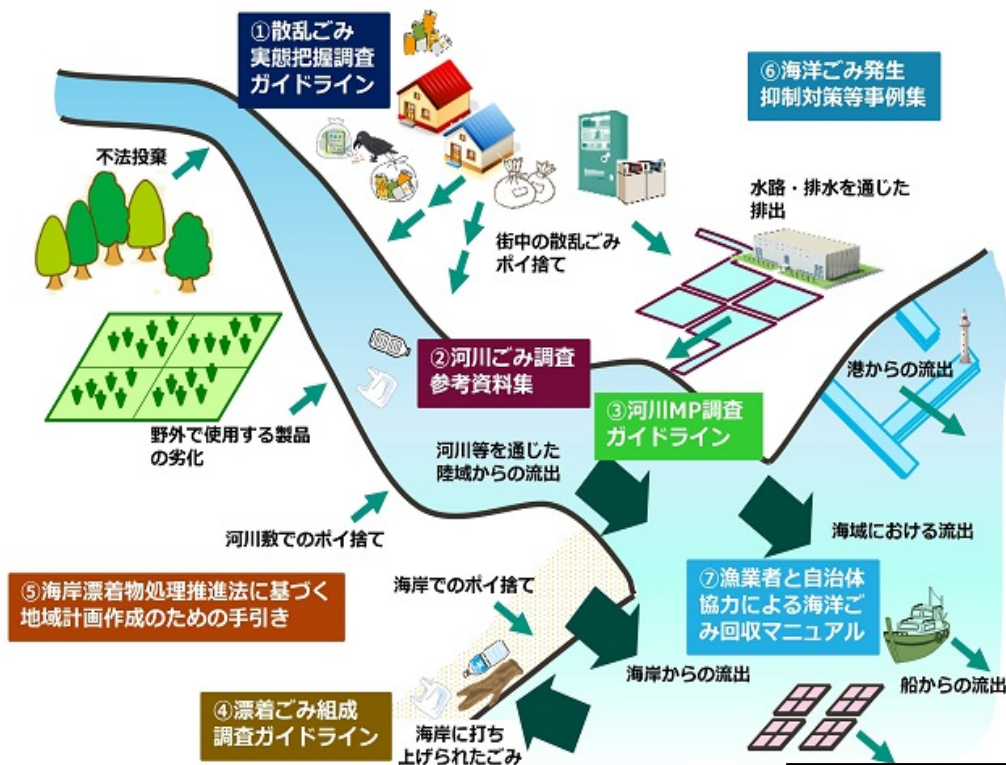 ①散乱ごみ
実態把握調査
ガイドライン
⑥海洋ごみ発生
抑制対策等事例集
不法投棄
水路・排水を通じた
排出
街中の散乱ごみ
ポイ捨て
②河川ごみ調査
参考資料集
港からの流出
③河川MP調査
ガイドライン
野外で使用する製品
の劣化
河川等を通じた
陸域からの流出
河川敷でのポイ捨て
海域における流出
⑤海岸漂着物処理推進法に基づく
地域計画作成のための手引き
海岸でのポイ捨て
⑦漁業者と自治体
協力による海洋ご
み回収マニュアル
海岸からの流出
船からの流出
④漂着ごみ組成
調査ガイドライン
海岸に打ち
上げられたごみ